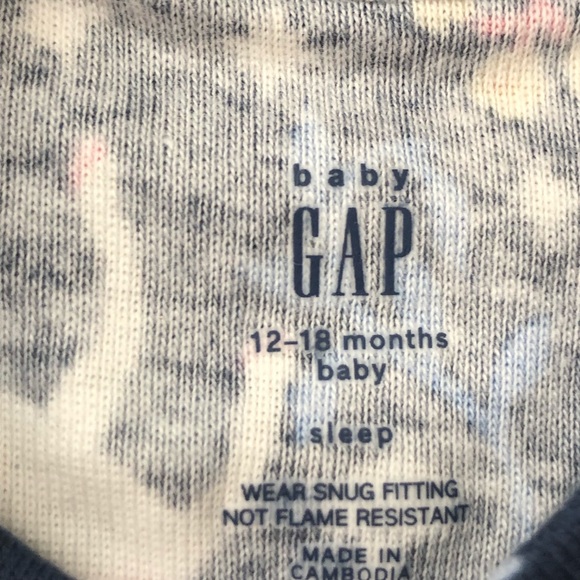 baby
GAP
12-18 months
baby
sleep
WEAR SNUG FITTING
NOT FLAME RESISTANT
MADE IN
CAMBODIA